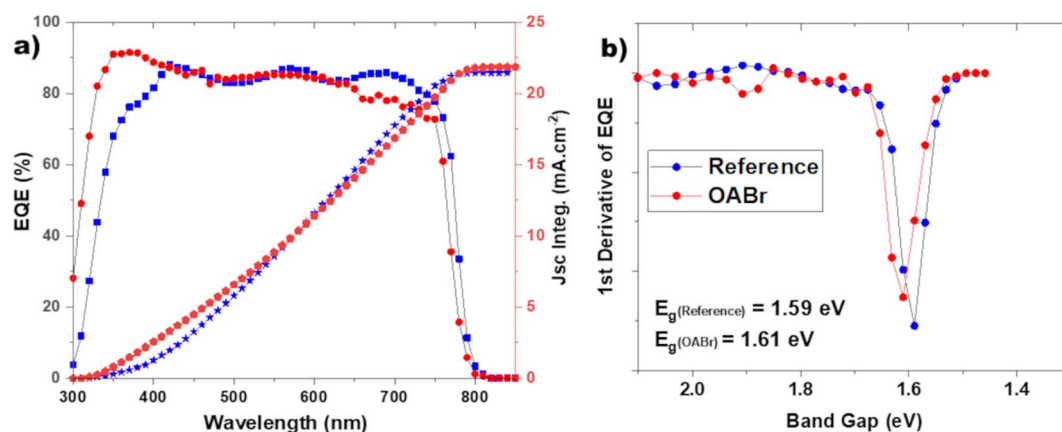 a)
EQE (%)
100
80
60
40
20
0
300 400 500 600 700 800
Wavelength (nm)
25
20
15
10
5
0
Jsc Integ. (mA.cm⁻²)
b)
1st Derivative of EQE
Reference
OABr
Eg(Reference) = 1.59 eV
Eg(OABr) = 1.61 eV
2.0 1.8 1.6 1.4
Band Gap (eV)